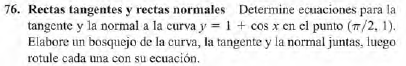 76. Rectas tangentes y rectas normales Determine ecuaciones para la
tangente y la normal a la curva y = 1 + cos x en el punto (π/2, 1).
Elabore un bosquejo de la curva, la tangente y la normal juntas, luego
rotule cada una con su ecuación.